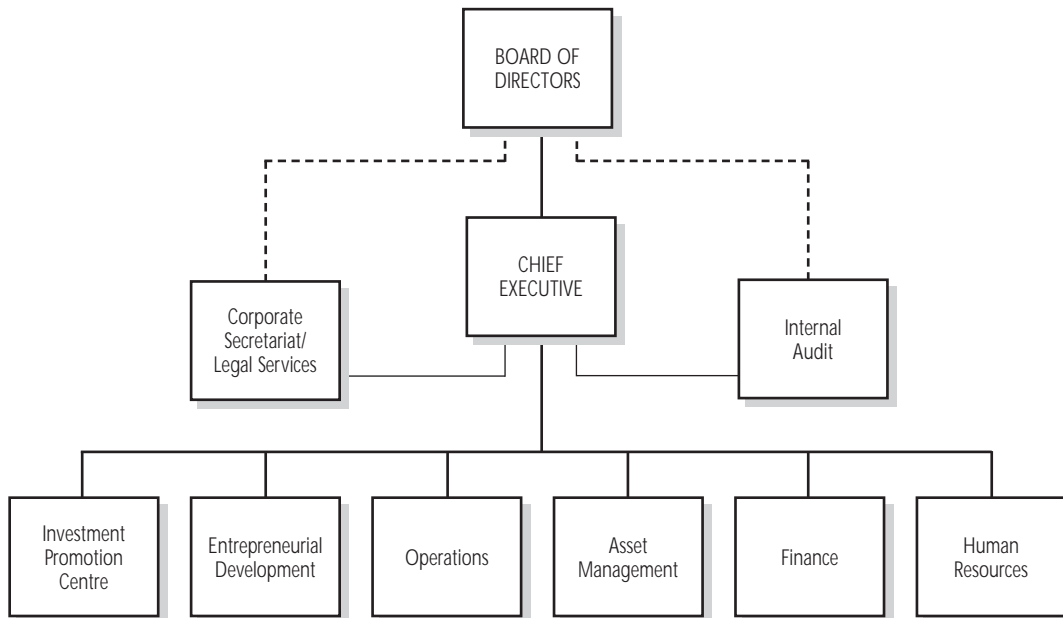 BOARD OF
DIRECTORS
CHIEF
EXECUTIVE
Corporate
Secretariat/
Legal Services
Internal
Audit
Investment
Promotion
Centre
Entrepreneurial
Development
Operations
Asset
Management
Finance
Human
Resources